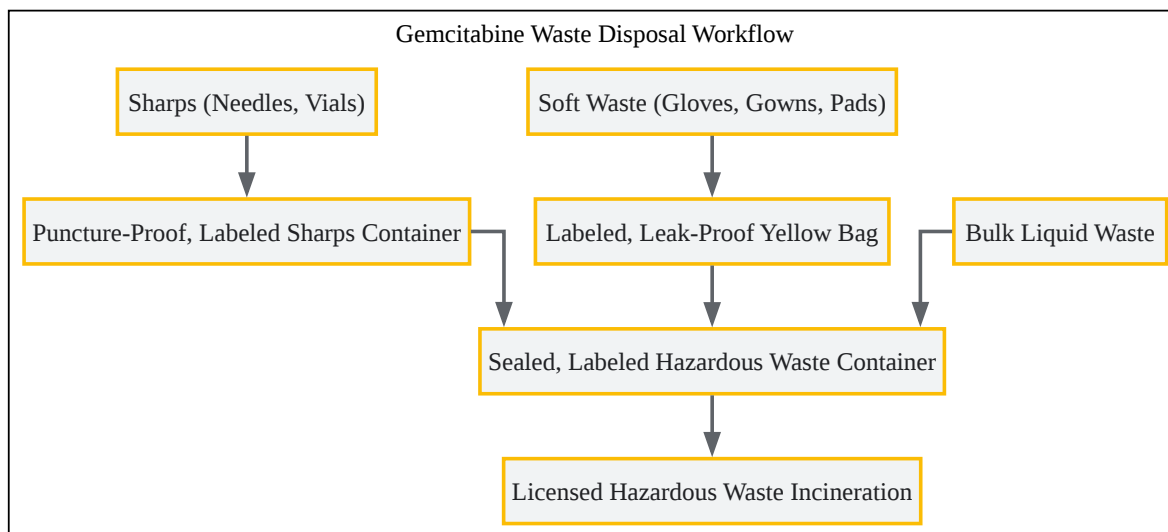 Gemcitabine Waste Disposal Workflow
Sharps (Needles, Vials)
Soft Waste (Gloves, Gowns, Pads)
Puncture-Proof, Labeled Sharps Container
Labeled, Leak-Proof Yellow Bag
Bulk Liquid Waste
Sealed, Labeled Hazardous Waste Container
Licensed Hazardous Waste Incineration